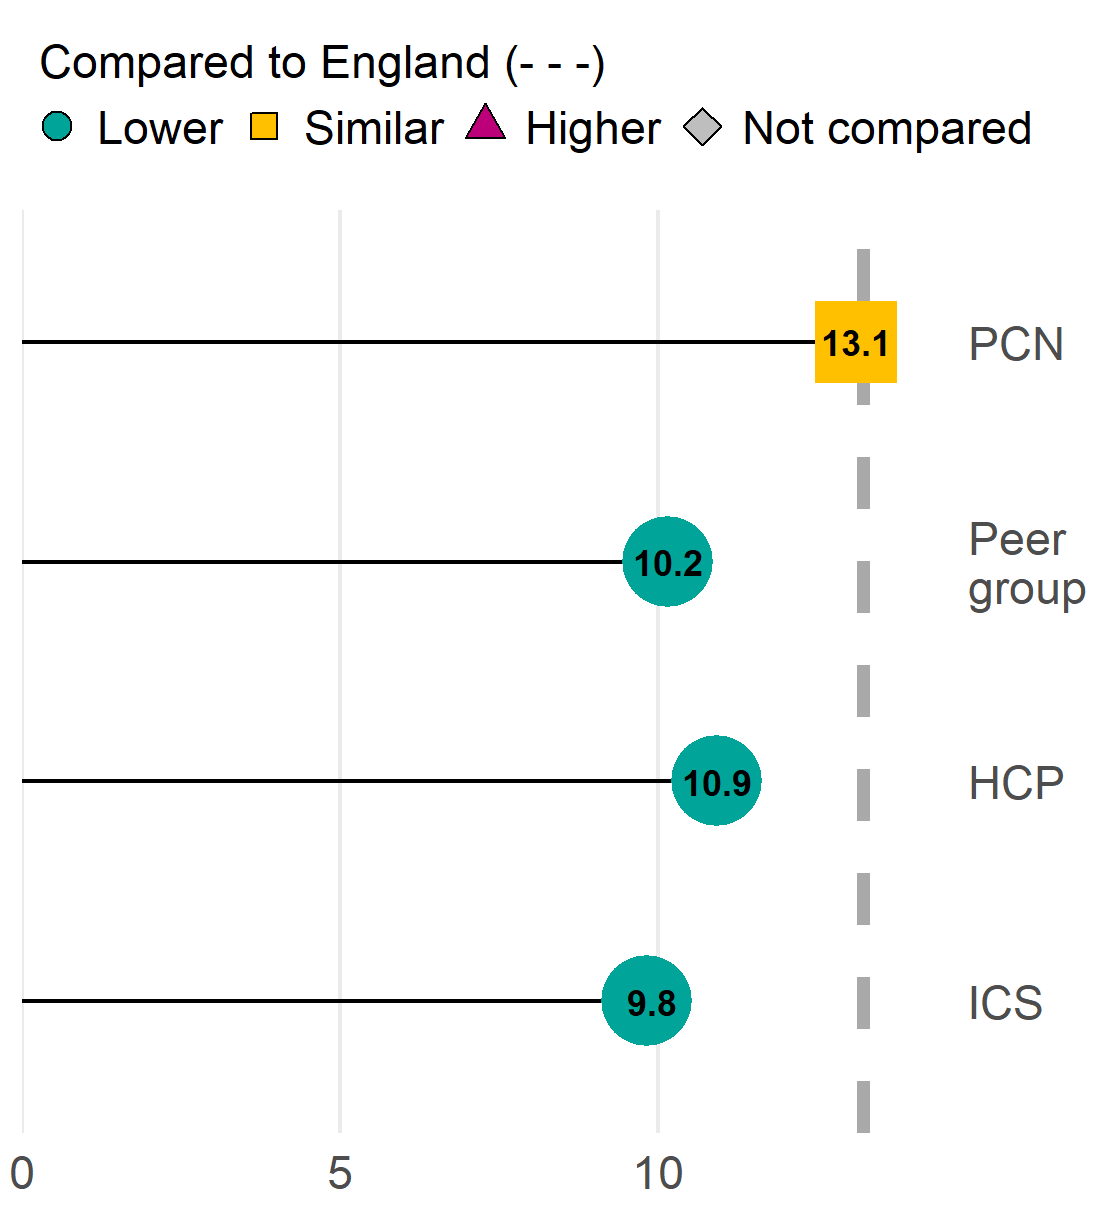 Compared to England (- - -)
Lower Similar Higher Not compared
13.1 PCN
10.2 Peer
group
10.9 HCP
9.8 ICS
0 5 10